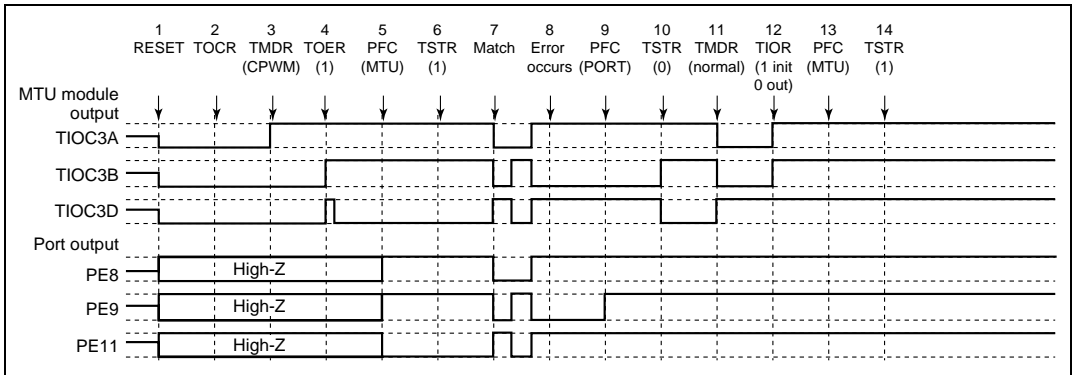 1 2 3 4 5 6 7 8 9 10 11 12 13 14
RESET TOCR TMDR TOER PFC TSTR Match Error PFC TSTR TMDR TIOR PFC TSTR
(CPWM) (1) (MTU) (1) occurs (PORT) (0) (normal) (1 init (MTU) (1)
0 out)
MTU module
output
TIOC3A
TIOC3B
TIOC3D
Port output
PE8 High-Z
PE9 High-Z
PE11 High-Z